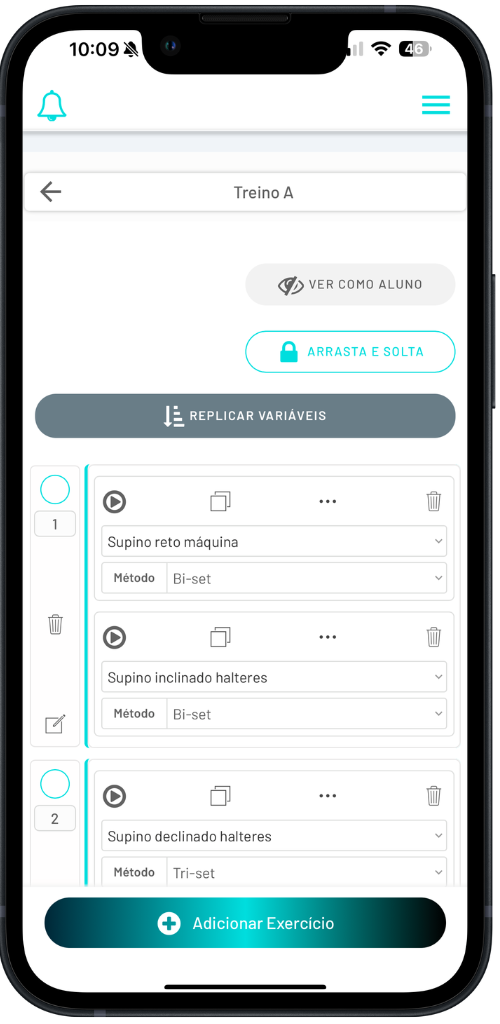 10:09
46
Treino A
VER COMO ALUNO
ARRASTA E SOLTA
REPLICAR VARIÁVEIS
1
Supino reto máquina
Método Bi-set
Supino inclinado halteres
Método Bi-set
2
Supino declinado halteres
Método Tri-set
Adicionar Exercício